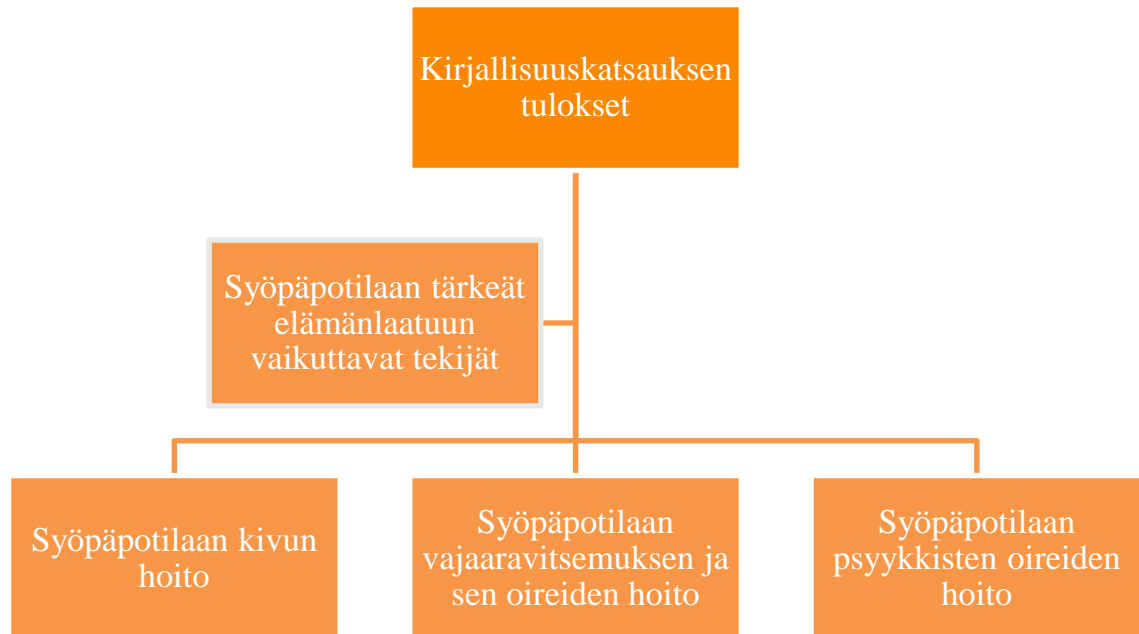 Kirjallisuuskatsauksen
tulokset
Syöpäpotilaan tärkeät
elämänlaatuun
vaikuttavat tekijät
Syöpäpotilaan kivun
hoito
Syöpäpotilaan
vajaaravitsemuksen ja
sen oireiden hoito
Syöpäpotilaan
psyykkisten oireiden
hoito